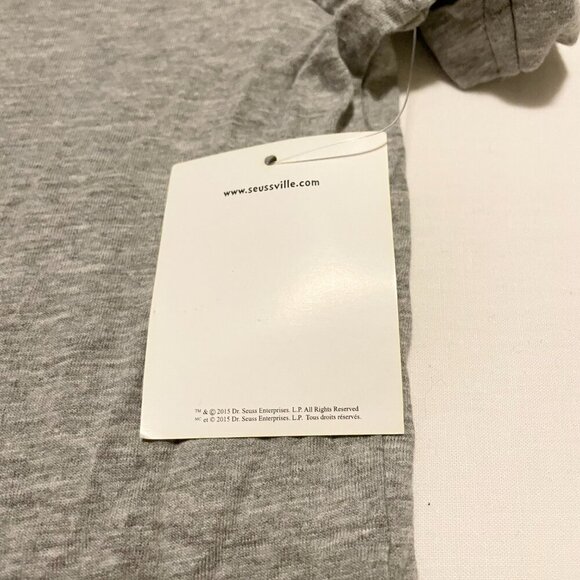 www.seussville.com
™ & © 2015 Dr. Seuss Enterprises. L.P. All Rights Reserved
MC et © 2015 Dr. Seuss Enterprises. L.P. Tous droits réservés.